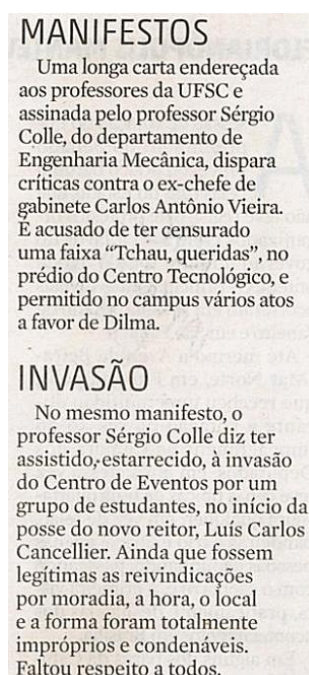 MANIFESTOS
Uma longa carta endereçada
aos professores da UFSC e
assinada pelo professor Sérgio
Colle, do departamento de
Engenharia Mecânica, dispara
críticas contra o ex-chefe de
gabinete Carlos Antônio Vieira.
É acusado de ter censurado
uma faixa “Tchau, queridas”, no
prédio do Centro Tecnológico, e
permitido no campus vários atos
a favor de Dilma.
INVASÃO
No mesmo manifesto, o
professor Sérgio Colle diz ter
assistido, estarrecido, à invasão
do Centro de Eventos por um
grupo de estudantes, no início da
posse do novo reitor, Luís Carlos
Cancellier. Ainda que fossem
legítimas as reivindicações
por moradia, a hora, o local
e a forma foram totalmente
impróprios e condenáveis.
Faltou respeito a todos.